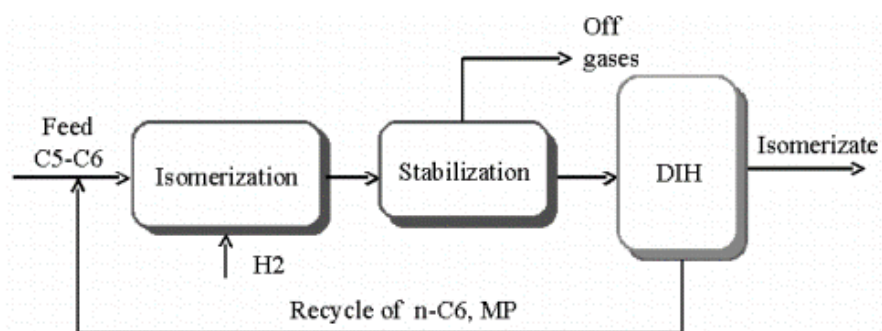 Off
gases
Feed
C5-C6
Isomerization
Stabilization
DIH
Isomerizate
H2
Recycle of n-C6, MP